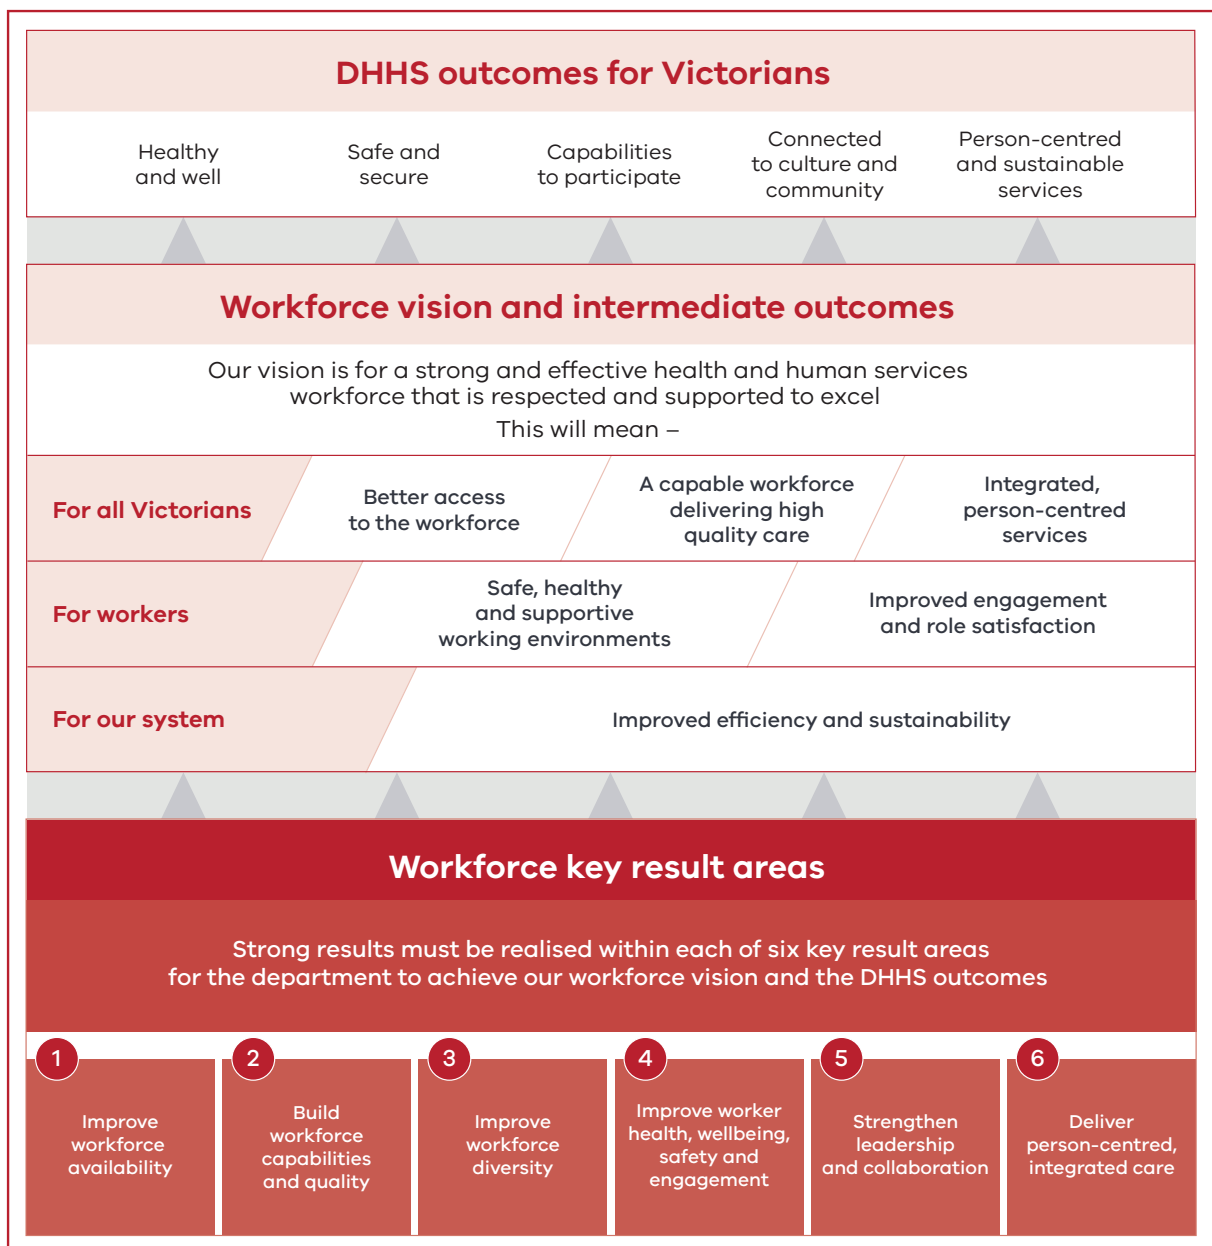 DHHS outcomes for Victorians
Healthy
and well
Safe and
secure
Capabilities
to participate
Connected
to culture and
community
Person-centred
and sustainable
services
Workforce vision and intermediate outcomes
Our vision is for a strong and effective health and human services
workforce that is respected and supported to excel
This will mean –
For all Victorians
Better access
to the workforce
A capable workforce
delivering high
quality care
Integrated,
person-centred
services
For workers
Safe, healthy
and supportive
working environments
Improved engagement
and role satisfaction
For our system
Improved efficiency and sustainability
Workforce key result areas
Strong results must be realised within each of six key result areas
for the department to achieve our workforce vision and the DHHS outcomes
1
Improve
workforce
availability
2
Build
workforce
capabilities
and quality
3
Improve
workforce
diversity
4
Improve worker
health, wellbeing,
safety and
engagement
5
Strengthen
leadership
and collaboration
6
Deliver
person-centred,
integrated care